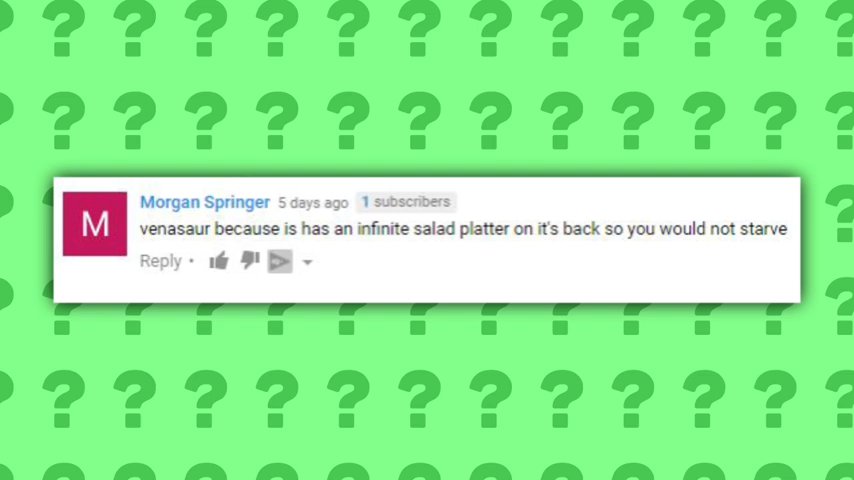 M
Morgan Springer 5 days ago 1 subscribers
venasaur because is has an infinite salad platter on it's back so you would not starve
Reply •